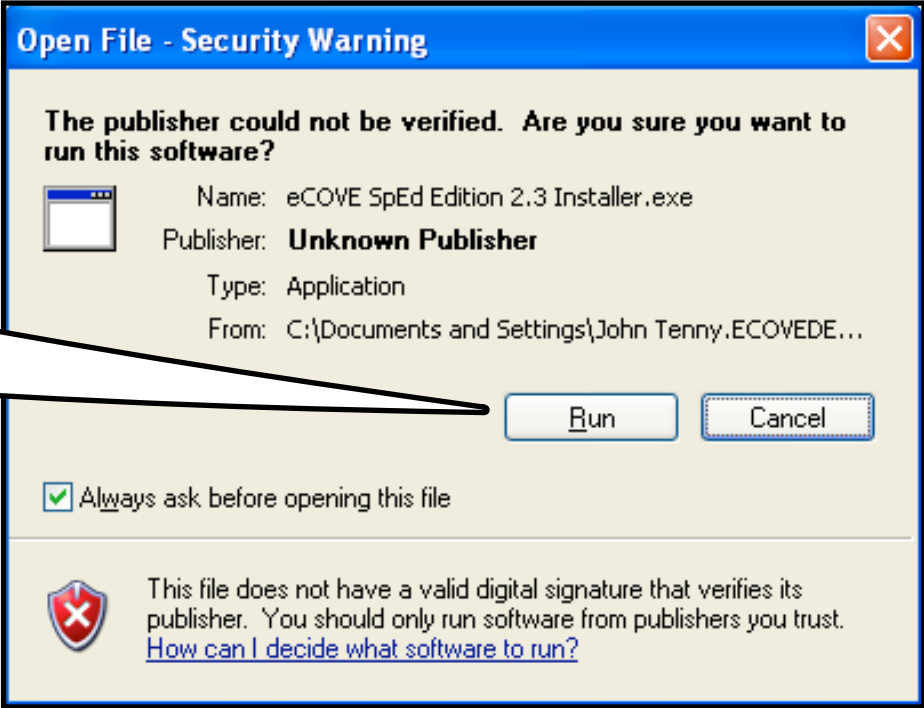 Open File - Security Warning
The publisher could not be verified. Are you sure you want to
run this software?
Name: eCOVE SpEd Edition 2.3 Installer.exe
Publisher: Unknown Publisher
Type: Application
From: C:\Documents and Settings\John Tenny.ECOVEDE...
Run Cancel
Always ask before opening this file
This file does not have a valid digital signature that verifies its
publisher. You should only run software from publishers you trust.
How can I decide what software to run?